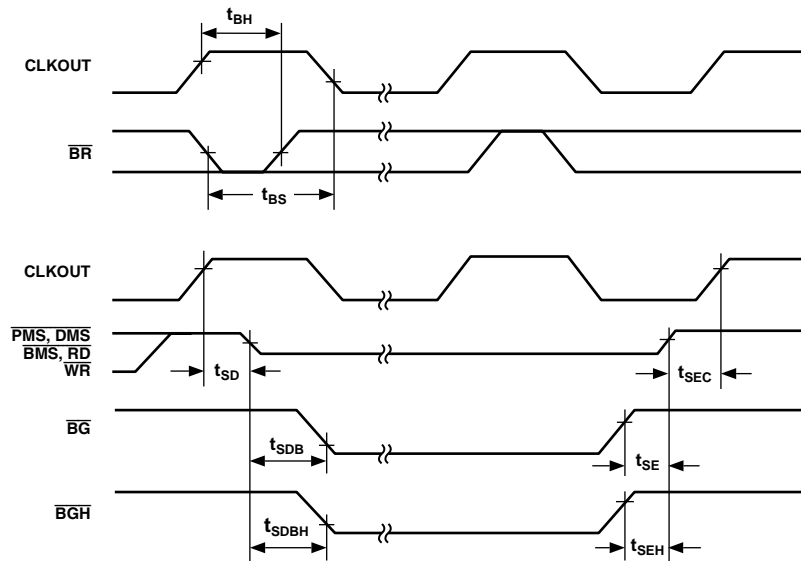 tBH
CLKOUT
BR
tBS
CLKOUT
PMS, DMS
BMS, RD
WR
tSD
tSEC
BG
tSDB
tSE
BGH
tSDBH
tSEH